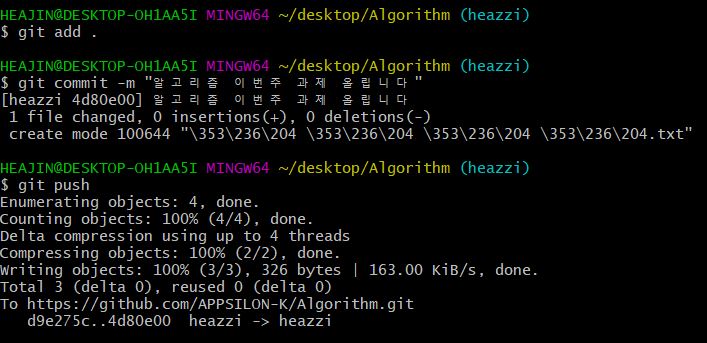 HEAJIN@DESKTOP-OH1AA5I MINGW64 ~/desktop/Algorithm (heazzi)
$ git add .
HEAJIN@DESKTOP-OH1AA5I MINGW64 ~/desktop/Algorithm (heazzi)
$ git commit -m "알고리즘 이번주 과제 올립니다"
[heazzi 4d80e00] 알고리즘 이번주 과제 올립니다
1 file changed, 0 insertions(+), 0 deletions(-)
create mode 100644 "\353\236\204 \353\236\204 \353\236\204 \353\236\204.txt"
HEAJIN@DESKTOP-OH1AA5I MINGW64 ~/desktop/Algorithm (heazzi)
$ git push
Enumerating objects: 4, done.
Counting objects: 100% (4/4), done.
Delta compression using up to 4 threads
Compressing objects: 100% (2/2), done.
Writing objects: 100% (3/3), 326 bytes | 163.00 KiB/s, done.
Total 3 (delta 0), reused 0 (delta 0)
To https://github.com/APPSILON-K/Algorithm.git
d9e275c..4d80e00  heazzi -> heazzi